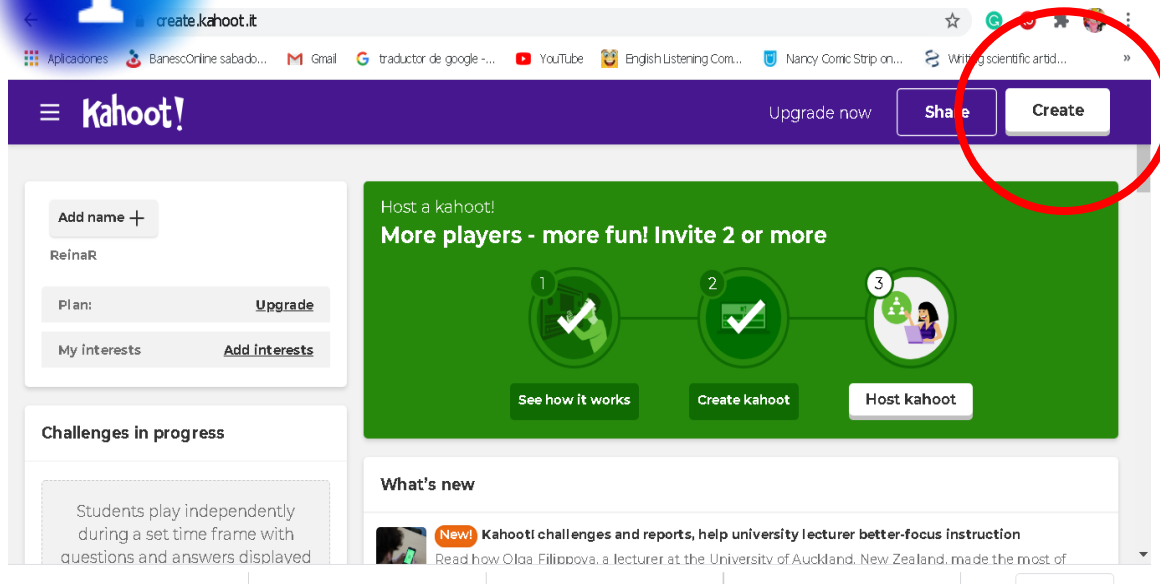 create.kahoot.it
Aplicaciones BanescOnline sabado... Gmail traductor de google -... YouTube English Listening Com... Nancy Comic Strip on... Writing scientific artid... »
Kahoot! Upgrade now Share Create
Add name +
ReinaR
Plan: Upgrade
My interests Add interests
Challenges in progress
Students play independently
during a set time frame with
questions and answers displayed
Host a kahoot!
More players - more fun! Invite 2 or more
1 2 3
See how it works Create kahoot Host kahoot
What's new
New! Kahoot! challenges and reports, help university lecturer better-focus instruction
Read how Olga Filippova, a lecturer at the University of Auckland, New Zealand, made the most of